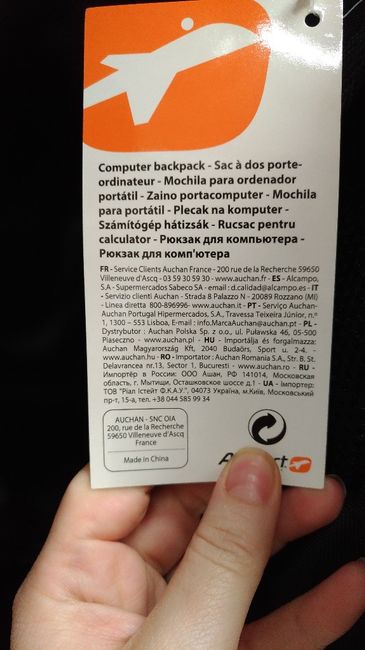 Computer backpack - Sac à dos porte-
ordinateur - Mochila para ordenador
portátil - Zaino portacomputer - Mochila
para portátil - Plecak na komputer -
Számítógép hátizsák - Rucsac pentru
calculator - Рюкзак для компьютера -
Рюкзак для комп'ютера
FR - Service Clients Auchan France - 200 rue de la Recherche 59650
Villeneuve d'Ascq - 03 59 30 59 30 - www.auchan.fr - ES - Alcampo,
S.A - Supermercados Sabeco SA - email : d.calidad@alcampo.es - IT
- Servizio clienti Auchan - Strada 8 Palazzo N - 20089 Rozzano (MI)
- Linea diretta 800-896996- www.auchan.it - PT - Serviço Auchan-
Auchan Portugal Hipermercados, S.A., Travessa Teixeira Júnior, n.º
1, 1300 – 553 Lisboa, E-mail : info.MarcaAuchan@auchan.pt - PL -
Dystrybutor : Auchan Polska Sp. z o.o., ul. Puławska 46, 05-500
Piaseczno - www.auchan.pl - HU - Importálja és forgalmazza:
Auchan Magyarország Kft, 2040 Budaörs, Sport u. 2-4. -
www.auchan.hu - RO - Importator : Auchan Romania S.A., Str. B. St.
Delavrancea nr.13, Sector 1, Bucuresti - www.auchan.ro - RU -
Импортёр в России: ООО АШАН, РФ 141014, Московская
область, г. Мытищи, Осташковское шоссе д.1 - UA - Імпортер:
ТОВ "Ріал Істейт Ф.К.А.У.", 04073 Україна, м.Київ, Московський
пр-т, 15-а, тел. +38 044 585 99 34
AUCHAN - SNC OIA
200, rue de la Recherche
59650 Villeneuve d'Ascq
France
Made in China